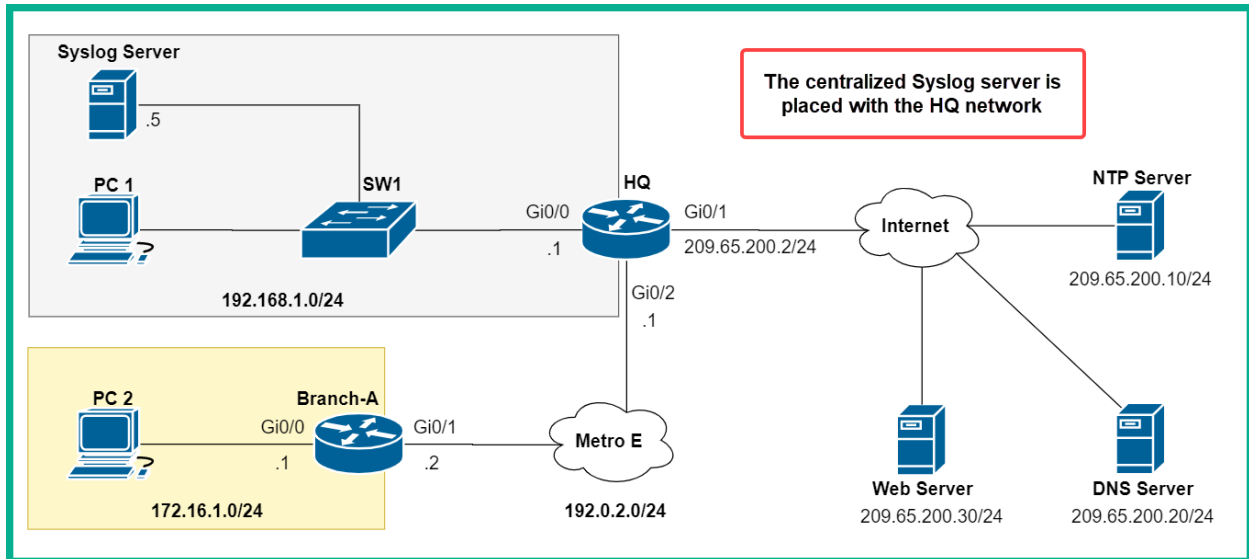 Syslog Server
.5
The centralized Syslog server is
placed with the HQ network
PC 1
SW1
HQ
NTP Server
Gi0/0
Gi0/1
Internet
.1
209.65.200.2/24
209.65.200.10/24
192.168.1.0/24
Gi0/2
.1
PC 2
Branch-A
Gi0/0
Gi0/1
Metro E
.1
.2
Web Server
DNS Server
172.16.1.0/24
192.0.2.0/24
209.65.200.30/24
209.65.200.20/24